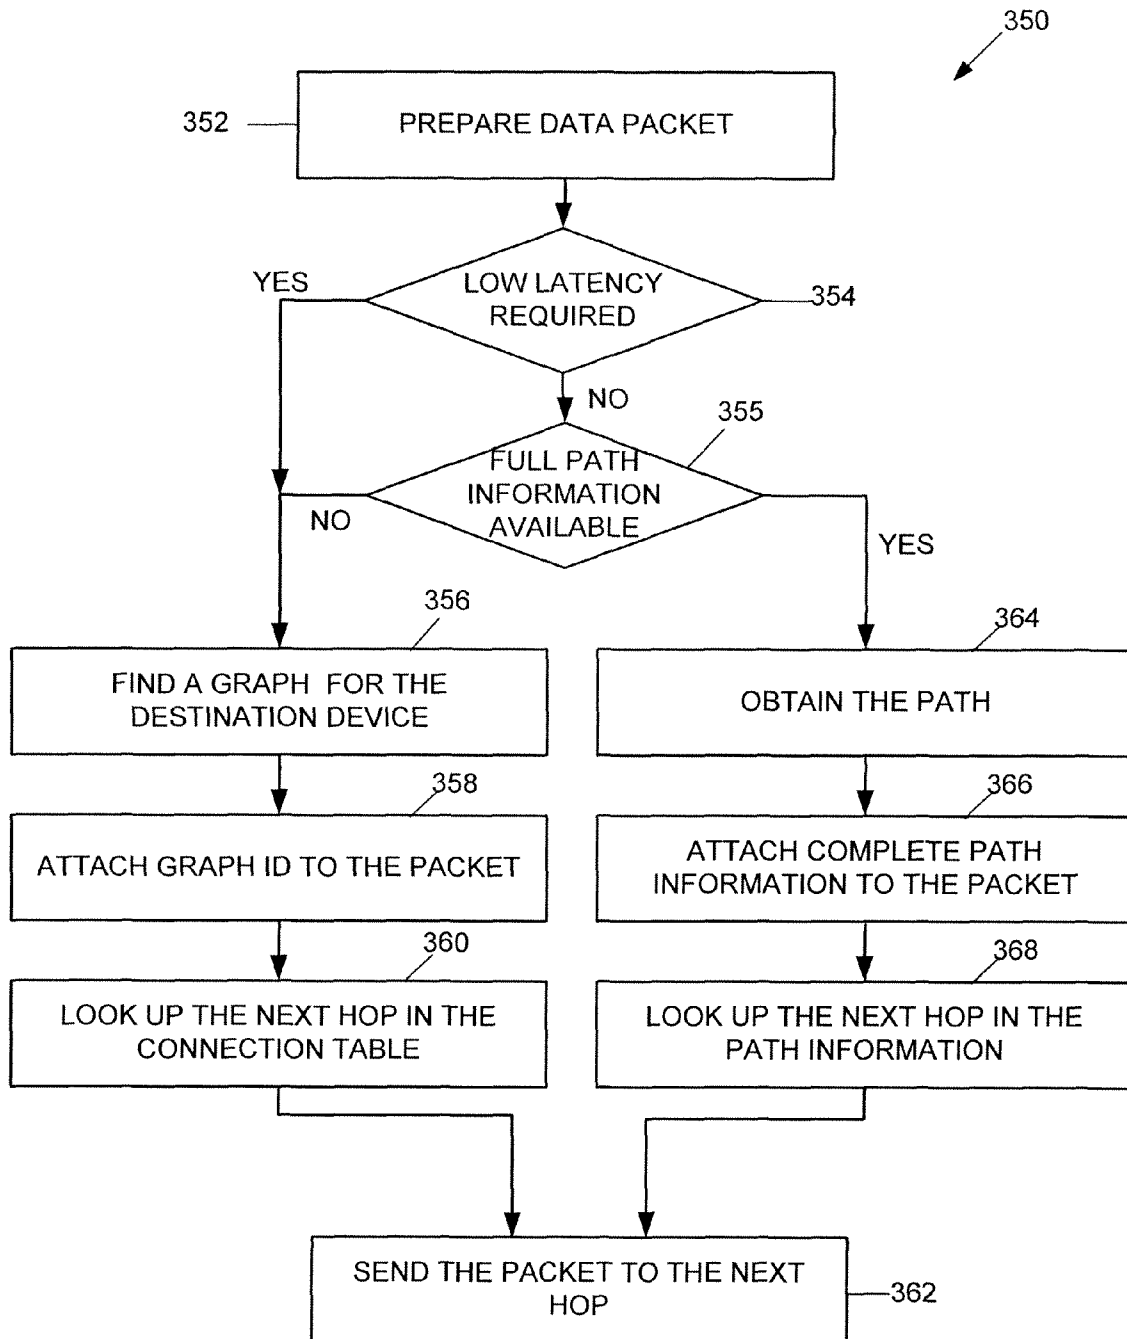 350
352
PREPARE DATA PACKET
YES
LOW LATENCY
REQUIRED
354
NO
355
FULL PATH
INFORMATION
AVAILABLE
NO
YES
356
FIND A GRAPH FOR THE
DESTINATION DEVICE
364
OBTAIN THE PATH
358
ATTACH GRAPH ID TO THE PACKET
366
ATTACH COMPLETE PATH
INFORMATION TO THE PACKET
360
LOOK UP THE NEXT HOP IN THE
CONNECTION TABLE
368
LOOK UP THE NEXT HOP IN THE
PATH INFORMATION
SEND THE PACKET TO THE NEXT
HOP
362